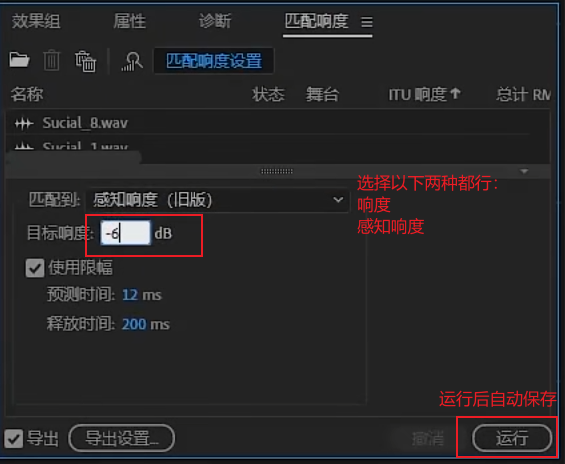 效果组 属性 诊断 匹配响度
匹配响度设置
名称 状态 舞台 ITU 响度 总计 RM
Sucial_8.wav
Sucial_1.wav
选择以下两种都行：
响度
感知响度
匹配到: 感知响度（旧版）
目标响度: -6 dB
使用限幅
预测时间: 12 ms
释放时间: 200 ms
运行后自动保存
导出 导出设置... 撤消 运行